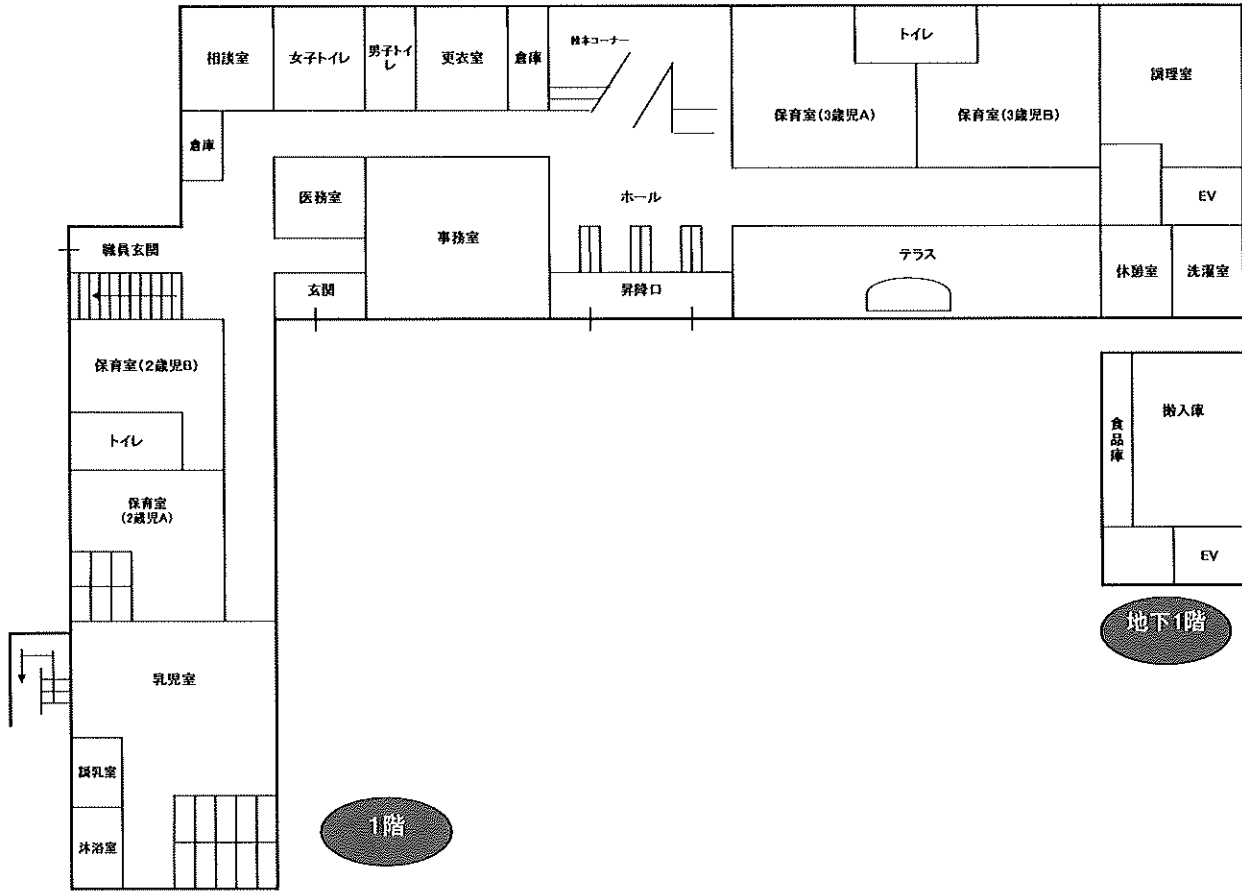 相談室
女子トイレ
男子トイ
レ
更衣室
倉庫
絵本コーナー
トイレ
調理室
保育室(3歳児A)
保育室(3歳児B)
倉庫
医務室
ホール
EV
事務室
職員玄関
テラス
休憩室
洗濯室
玄関
昇降口
保育室(2歳児B)
トイレ
保育室
(2歳児A)
食品庫
搬入庫
EV
地下1階
乳児室
調乳室
沐浴室
1階